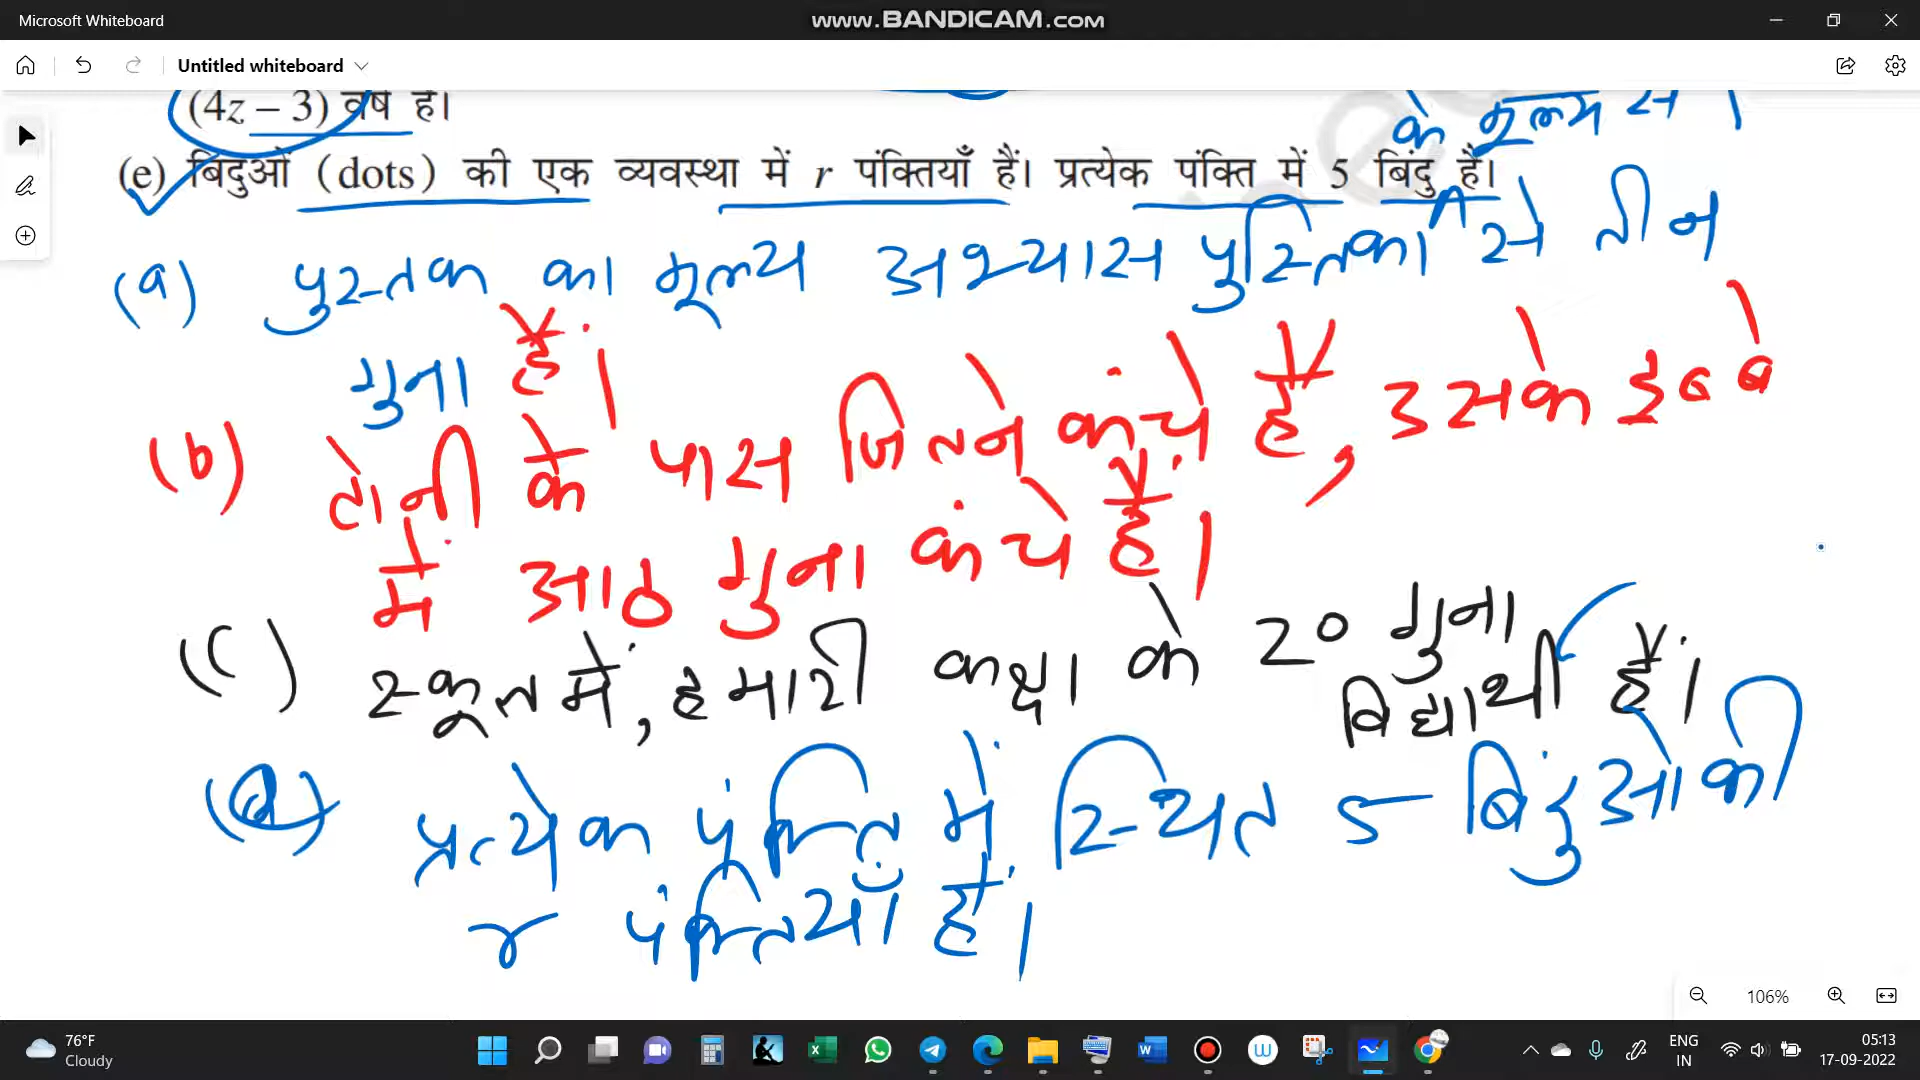 Microsoft Whiteboard
www.BANDICAM.com
Untitled whiteboard
(4z – 3) वर्ष है।
के मूल्य से ।
(e) बिंदुओं (dots) की एक व्यवस्था में r पंक्तियाँ हैं। प्रत्येक पंक्ति में 5 बिंदु हैं।
(a) पुस्तक का मूल्य अभ्यास पुस्तिका ^ से तीन
गुना है।
(b) टोनी के पास जितने कंचे हैं, उसके डब्बे
में आठ गुना कंचे हैं।
(c) स्कूल में, हमारी कक्षा के 20 गुना
विद्यार्थी हैं।
प्रत्येक पंक्ति में स्थित 5 बिंदुओ की
r पंक्तियाँ हैं।
106%
76°F
Cloudy
ENG
IN
05:13
17-09-2022